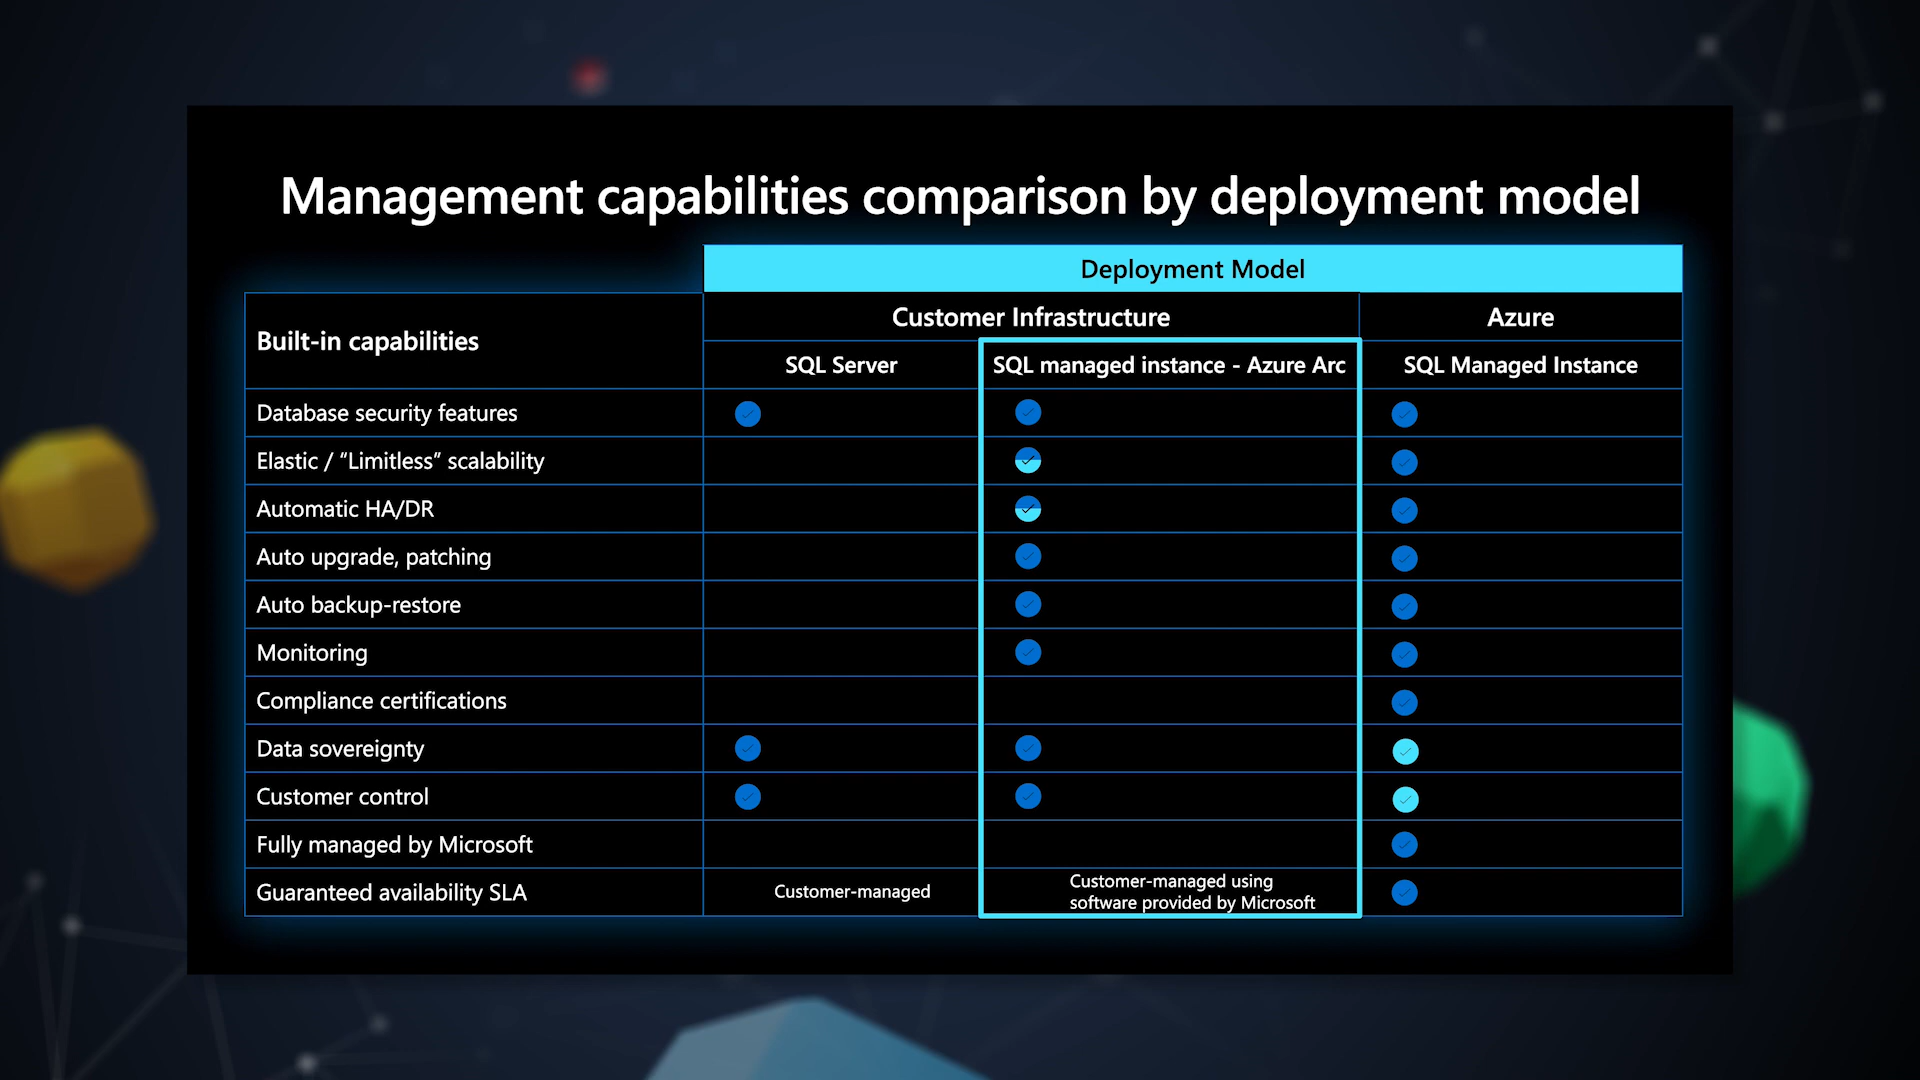 Management capabilities comparison by deployment model
Deployment Model
Built-in capabilities
Customer Infrastructure
Azure
SQL Server
SQL managed instance - Azure Arc
SQL Managed Instance
Database security features
Elastic / “Limitless” scalability
Automatic HA/DR
Auto upgrade, patching
Auto backup-restore
Monitoring
Compliance certifications
Data sovereignty
Customer control
Fully managed by Microsoft
Guaranteed availability SLA
Customer-managed
Customer-managed using
software provided by Microsoft